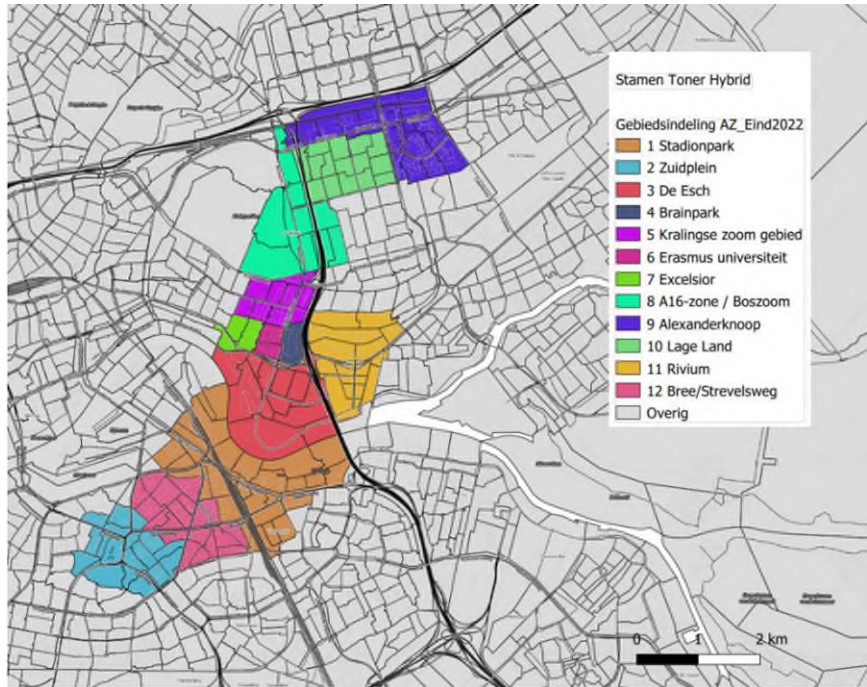 Stamen Toner Hybrid
Gebiedsindeling AZ_Eind2022
1 Stadionpark
2 Zuidplein
3 De Esch
4 Brainpark
5 Kralingse zoom gebied
6 Erasmus universiteit
7 Excelsior
8 A16-zone / Boszoom
9 Alexanderknoop
10 Lage Land
11 Rivium
12 Bree/Strevelsweg
Overig
0 1 2 km